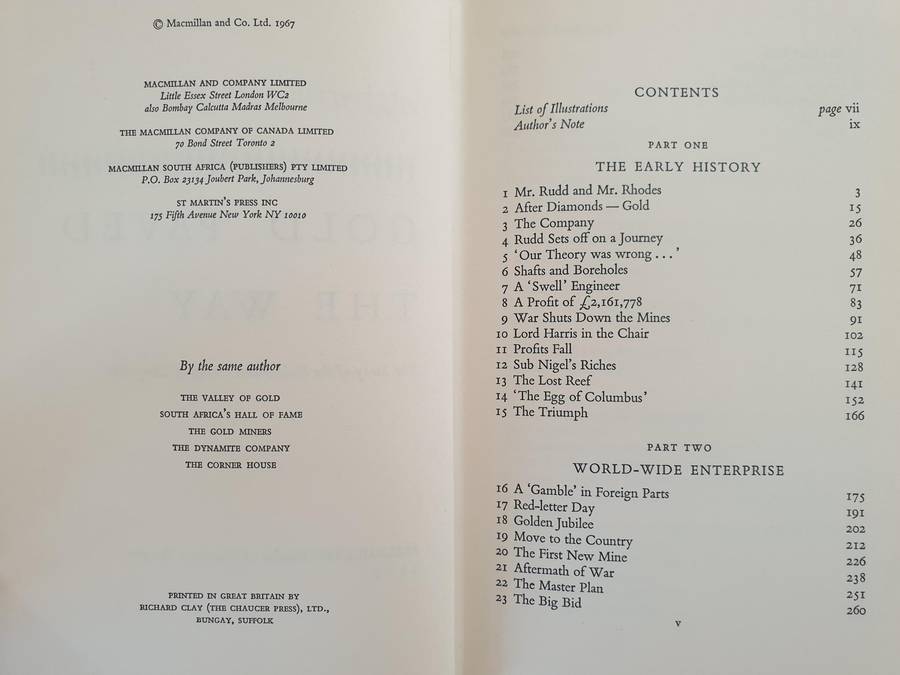 © Macmillan and Co. Ltd. 1967
MACMILLAN AND COMPANY LIMITED
Little Essex Street London WC2
also Bombay Calcutta Madras Melbourne
THE MACMILLAN COMPANY OF CANADA LIMITED
70 Bond Street Toronto 2
MACMILLAN SOUTH AFRICA (PUBLISHERS) PTY LIMITED
P.O. Box 23134 Joubert Park, Johannesburg
ST MARTIN'S PRESS INC
175 Fifth Avenue New York NY 10010
By the same author
THE VALLEY OF GOLD
SOUTH AFRICA'S HALL OF FAME
THE GOLD MINERS
THE DYNAMITE COMPANY
THE CORNER HOUSE
PRINTED IN GREAT BRITAIN BY
RICHARD CLAY (THE CHAUCER PRESS), LTD.,
BUNGAY, SUFFOLK
CONTENTS
List of Illustrations page vii
Author's Note ix
PART ONE
THE EARLY HISTORY
1 Mr. Rudd and Mr. Rhodes 3
2 After Diamonds — Gold 15
3 The Company 26
4 Rudd Sets off on a Journey 36
5 'Our Theory was wrong . . .' 48
6 Shafts and Boreholes 57
7 A 'Swell' Engineer 71
8 A Profit of £2,161,778 83
9 War Shuts Down the Mines 91
10 Lord Harris in the Chair 102
11 Profits Fall 115
12 Sub Nigel's Riches 128
13 The Lost Reef 141
14 'The Egg of Columbus' 152
15 The Triumph 166
PART TWO
WORLD-WIDE ENTERPRISE
16 A 'Gamble' in Foreign Parts 175
17 Red-letter Day 191
18 Golden Jubilee 202
19 Move to the Country 212
20 The First New Mine 226
21 Aftermath of War 238
22 The Master Plan 251
23 The Big Bid 260
v